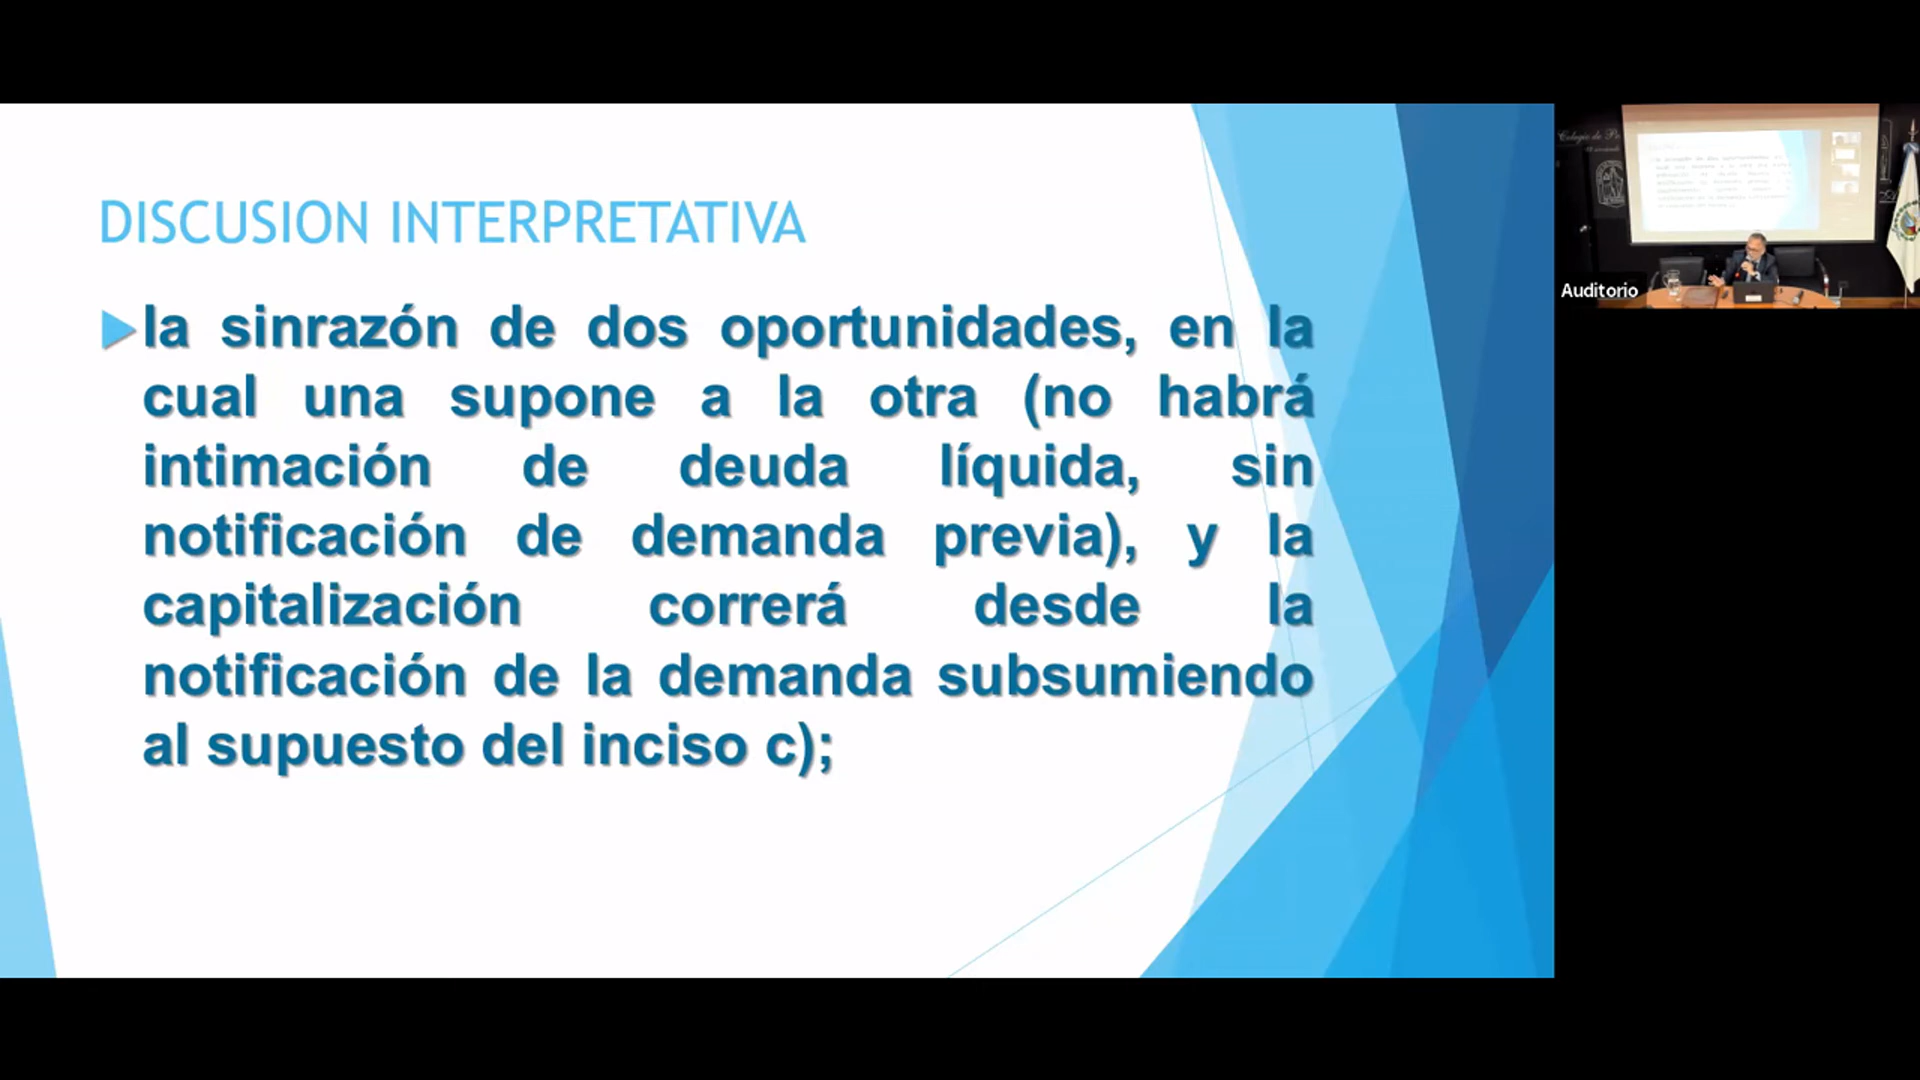 DISCUSION INTERPRETATIVA
la sinrazón de dos oportunidades, en la
cual una supone a la otra (no habrá
intimación de deuda líquida, sin
notificación de demanda previa), y la
capitalización correrá desde la
notificación de la demanda subsumiendo
al supuesto del inciso c);
Auditorio